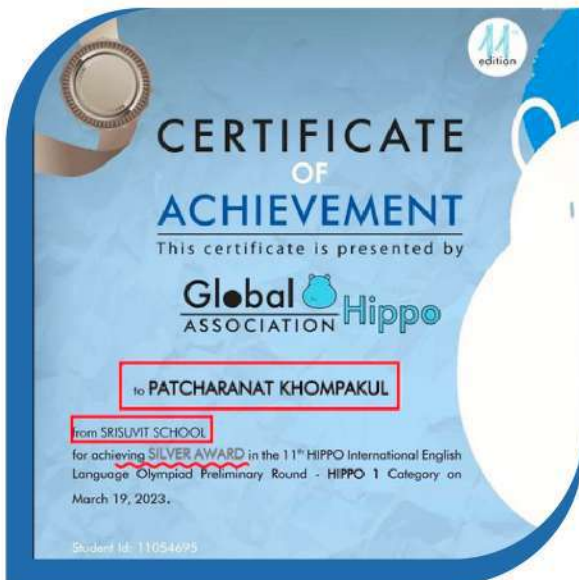 11th
edition
CERTIFICATE
OF
ACHIEVEMENT
This certificate is presented by
Global Hippo
ASSOCIATION
to PATCHARANAT KHOMPAKUL
from SRISUVIT SCHOOL
for achieving SILVER AWARD in the 11th HIPPO International English
Language Olympiad Preliminary Round - HIPPO 1 Category on
March 19, 2023.
Student Id: 11054695